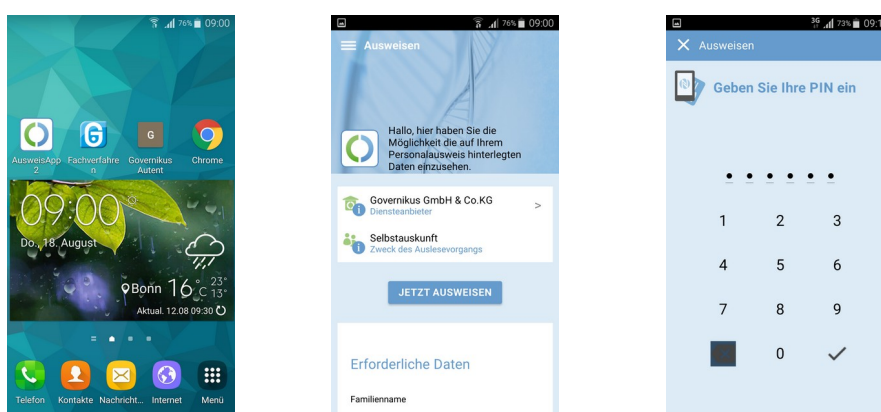 76% 09:00
AusweisApp
2
Fachverfahre
n
Governikus
Autent
Chrome
G
09:00
Do., 18. August
Bonn 16°C 23°
13°
Aktual. 12.08 09:30
Telefon Kontakte Nachricht... Internet Menü
76% 09:00
Ausweisen
Hallo, hier haben Sie die
Möglichkeit die auf Ihrem
Personalausweis hinterlegten
Daten einzusehen.
Governikus GmbH & Co.KG
Diensteanbieter
>
Selbstauskunft
Zweck des Auslesevorgangs
JETZT AUSWEISEN
Erforderliche Daten
Familienname
3G 73% 09:1
Ausweisen
Geben Sie Ihre PIN ein
1 2 3
4 5 6
7 8 9
0